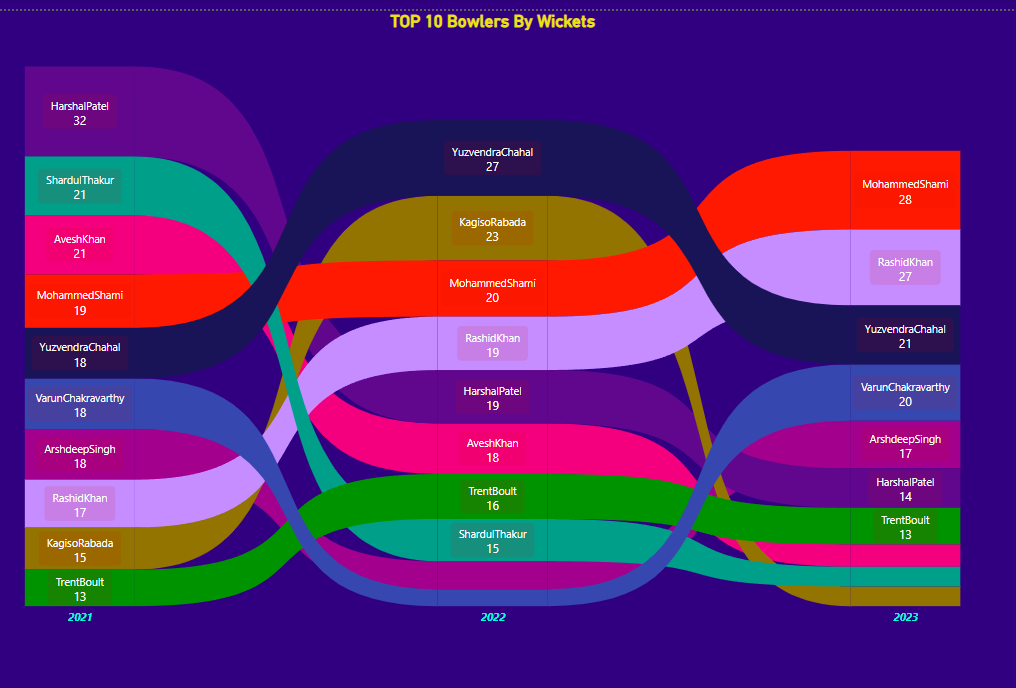 TOP 10 Bowlers By Wickets
HarshalPatel
32
ShardulThakur
21
AveshKhan
21
MohammedShami
19
YuzvendraChahal
18
VarunChakravarthy
18
ArshdeepSingh
18
RashidKhan
17
KagisoRabada
15
TrentBoult
13
2021
YuzvendraChahal
27
KagisoRabada
23
MohammedShami
20
RashidKhan
19
HarshalPatel
19
AveshKhan
18
TrentBoult
16
ShardulThakur
15
2022
MohammedShami
28
RashidKhan
27
YuzvendraChahal
21
VarunChakravarthy
20
ArshdeepSingh
17
HarshalPatel
14
TrentBoult
13
2023